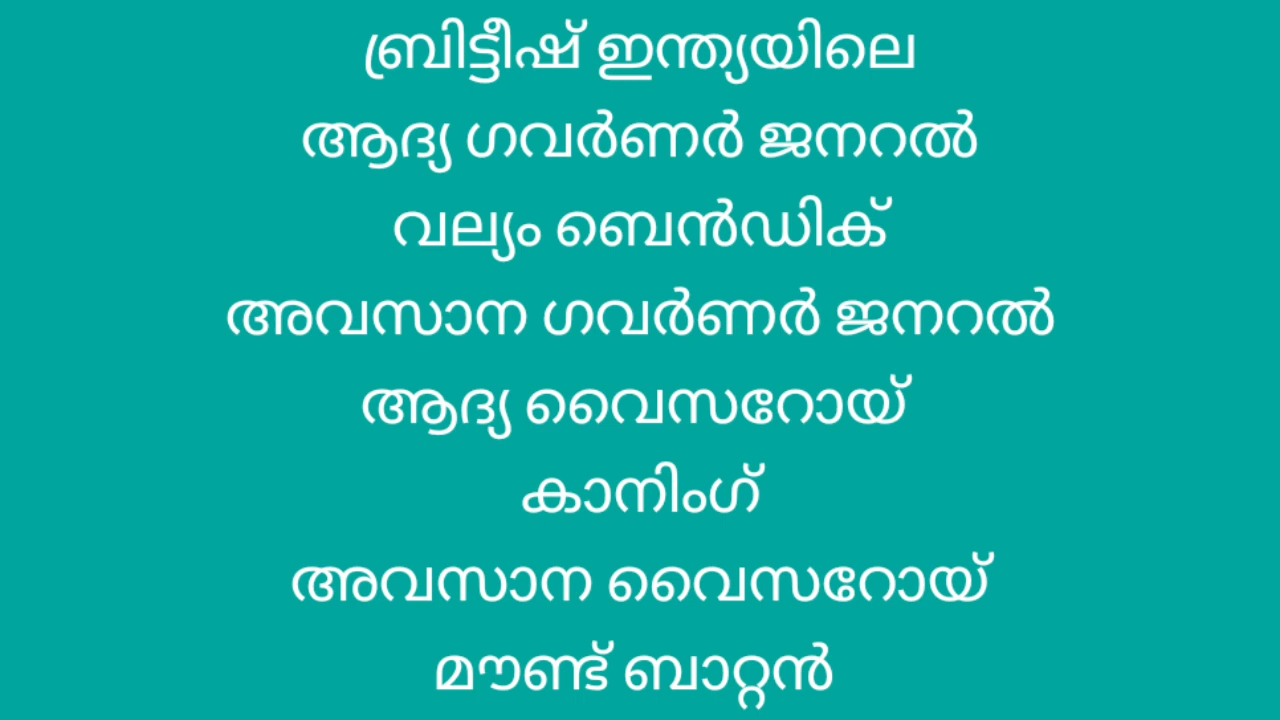 ബ്രിട്ടീഷ് ഇന്ത്യയിലെ
ആദ്യ ഗവർണർ ജനറൽ
വല്യം ബെൻഡിക്
അവസാന ഗവർണർ ജനറൽ
ആദ്യ വൈസറോയ്
കാനിംഗ്
അവസാന വൈസറോയ്
മൗണ്ട് ബാറ്റൻ